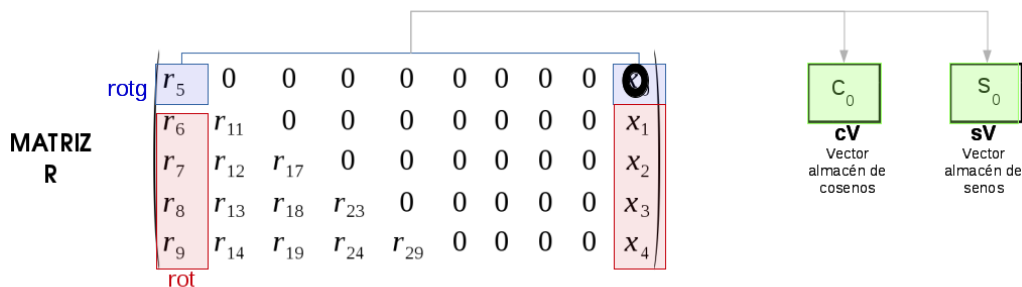 rotg
MATRIZ
R
r5 0 0 0 0 0 0 0 0 0
r6 r11 0 0 0 0 0 0 0 x1
r7 r12 r17 0 0 0 0 0 0 x2
r8 r13 r18 r23 0 0 0 0 0 x3
r9 r14 r19 r24 r29 0 0 0 0 x4
rot
C0 S0
cV sV
Vector Vector
almacén de almacén de
cosenos senos